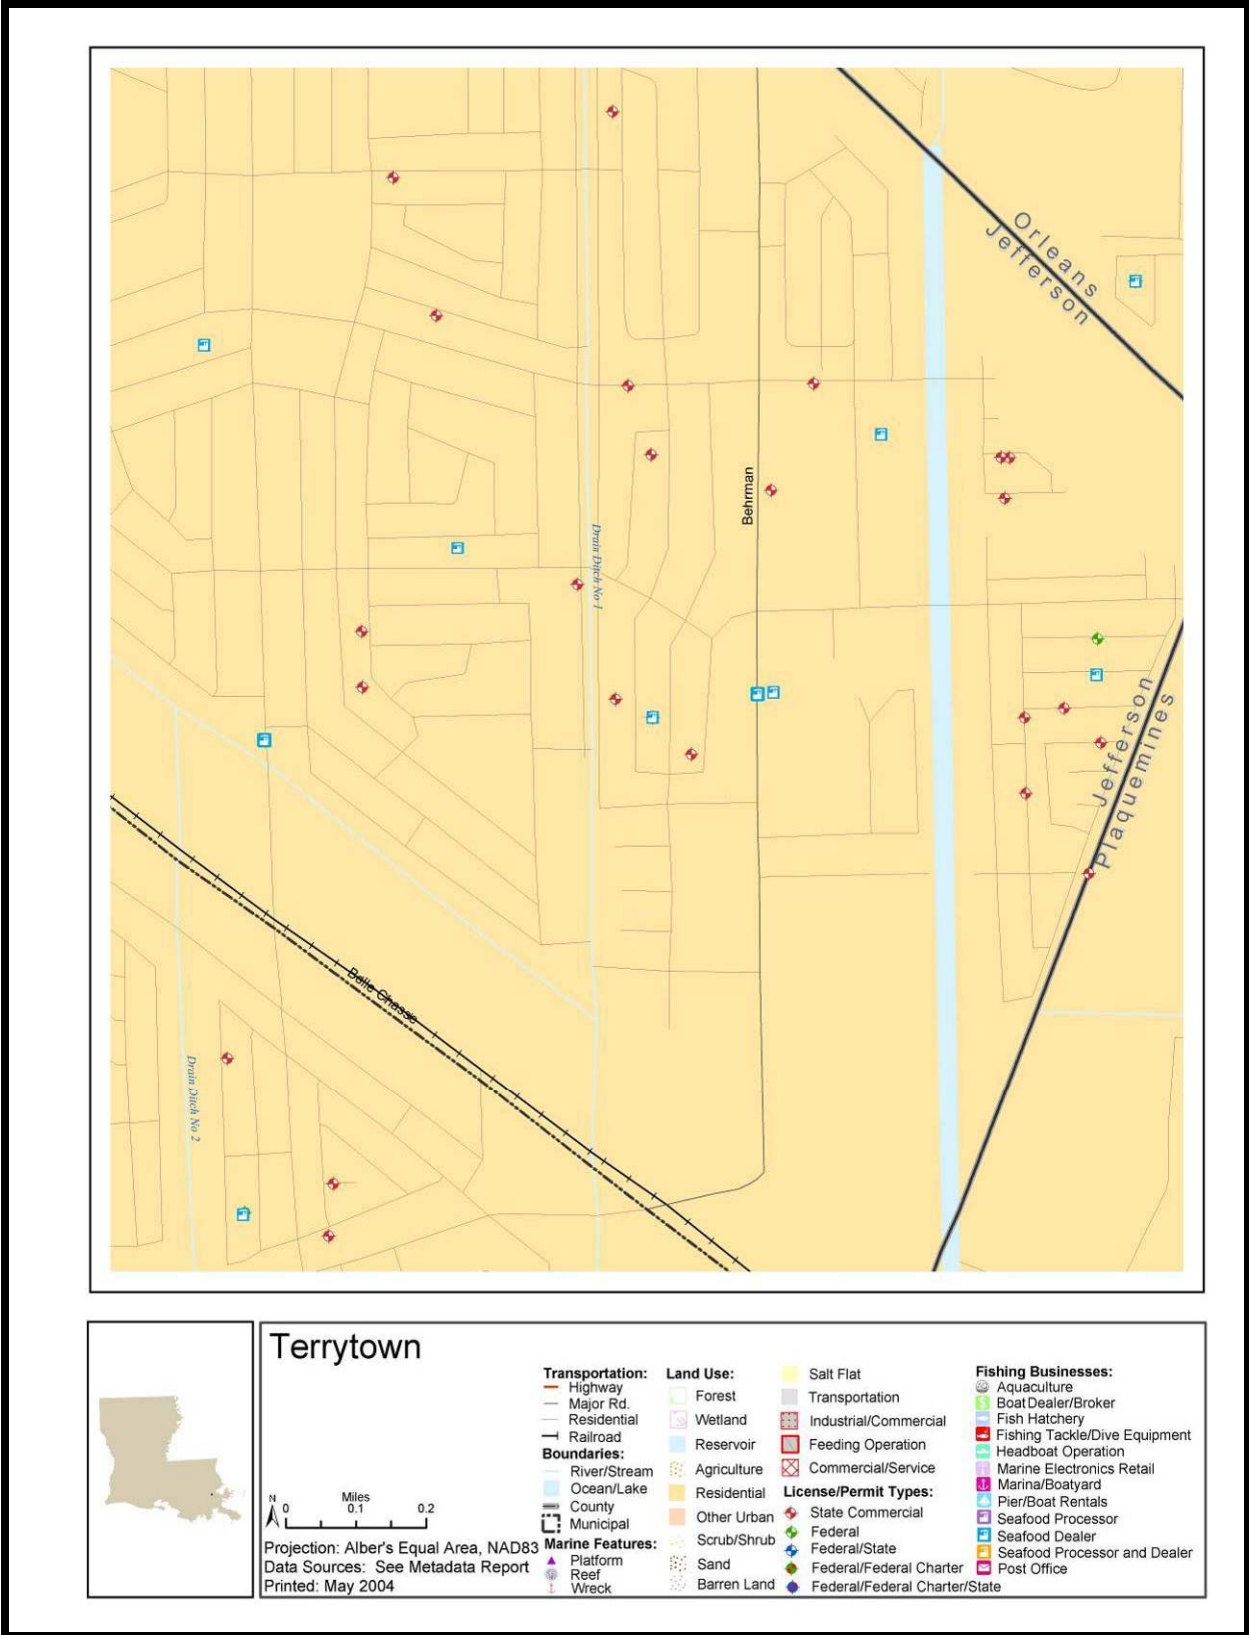 Orleans
Jefferson
Behrman
Drain Ditch No 1
Jefferson
Plaquemines
Belle Chasse
Drain Ditch No 2
Terrytown
N
Miles
0 0.1 0.2
Projection: Alber's Equal Area, NAD83
Data Sources: See Metadata Report
Printed: May 2004
Transportation:
Highway
Major Rd.
Residential
Railroad
Boundaries:
River/Stream
Ocean/Lake
County
Municipal
Marine Features:
Platform
Reef
Wreck
Land Use:
Forest
Wetland
Reservoir
Agriculture
Residential
Other Urban
Scrub/Shrub
Sand
Barren Land
Salt Flat
Transportation
Industrial/Commercial
Feeding Operation
Commercial/Service
License/Permit Types:
State Commercial
Federal
Federal/State
Federal/Federal Charter
Federal/Federal Charter/State
Fishing Businesses:
Aquaculture
Boat Dealer/Broker
Fish Hatchery
Fishing Tackle/Dive Equipment
Headboat Operation
Marine Electronics Retail
Marina/Boatyard
Pier/Boat Rentals
Seafood Processor
Seafood Dealer
Seafood Processor and Dealer
Post Office